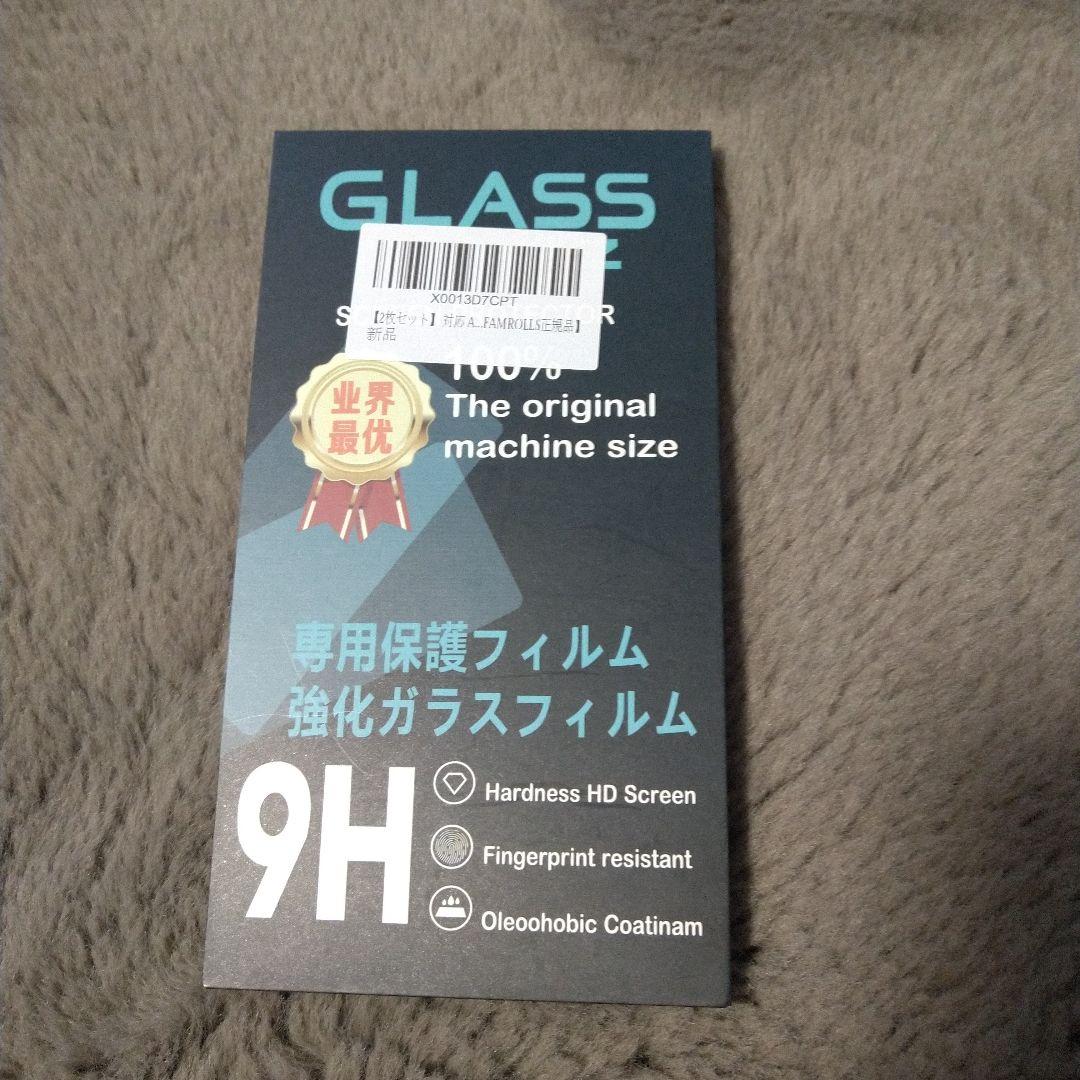 GLASS
X0013D7CPT
【2枚セット】 対応 A...FAMROLLS正規品】
新品
100%
The original
machine size
业界
最优
専用保護フィルム
強化ガラスフィルム
9H
Hardness HD Screen
Fingerprint resistant
Oleoohobic Coatinam